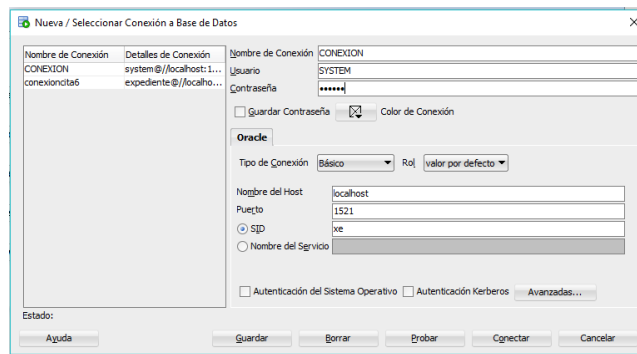 Nueva / Seleccionar Conexión a Base de Datos
Nombre de Conexión Detalles de Conexión
CONEXION system@//localhost:1...
conexioncita6 expediente@//localho...
Nombre de Conexión CONEXION
Usuario SYSTEM
Contraseña ••••••
Guardar Contraseña Color de Conexión
Oracle
Tipo de Conexión Básico Rol valor por defecto
Nombre del Host localhost
Puerto 1521
SID xe
Nombre del Servicio
Autenticación del Sistema Operativo Autenticación Kerberos Avanzadas...
Estado:
Ayuda Guardar Borrar Probar Conectar Cancelar